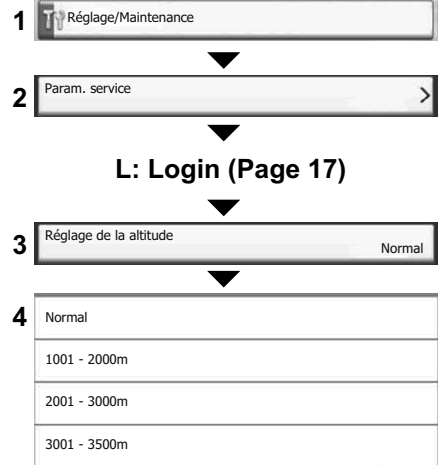 1 Réglage/Maintenance
2 Param. service
L: Login (Page 17)
3 Réglage de la altitude Normal
4 Normal
1001 - 2000m
2001 - 3000m
3001 - 3500m